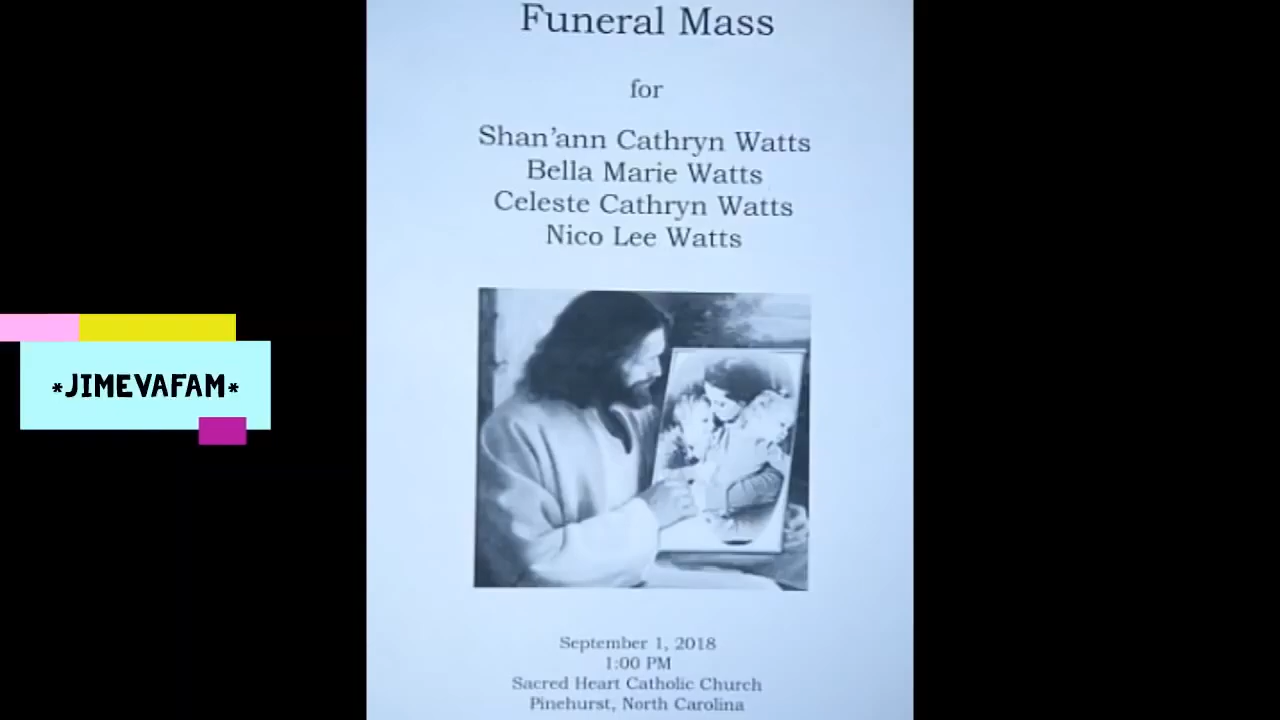 Funeral Mass
for
Shan'ann Cathryn Watts
Bella Marie Watts
Celeste Cathryn Watts
Nico Lee Watts
*JIMEVAFAM*
September 1, 2018
1:00 PM
Sacred Heart Catholic Church
Pinehurst, North Carolina